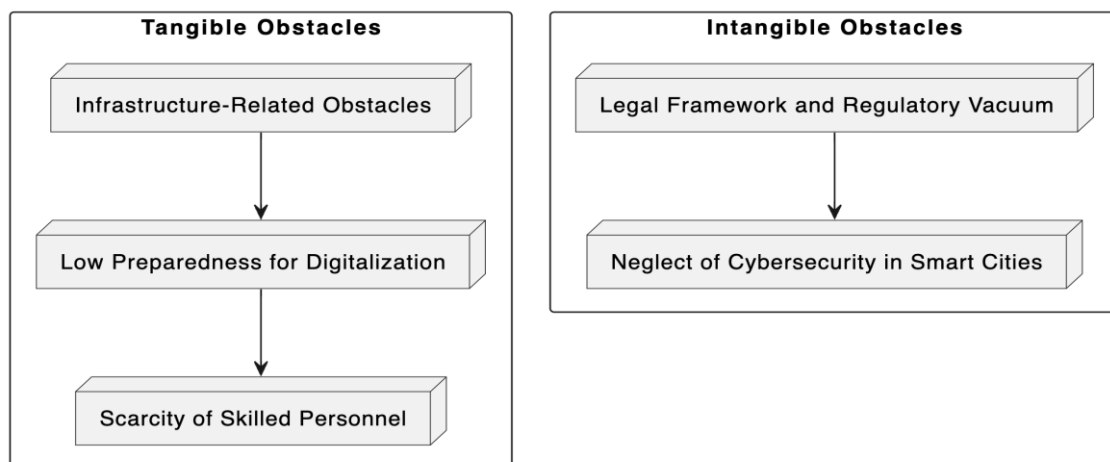 Tangible Obstacles
Infrastructure-Related Obstacles
Low Preparedness for Digitalization
Scarcity of Skilled Personnel
Intangible Obstacles
Legal Framework and Regulatory Vacuum
Neglect of Cybersecurity in Smart Cities